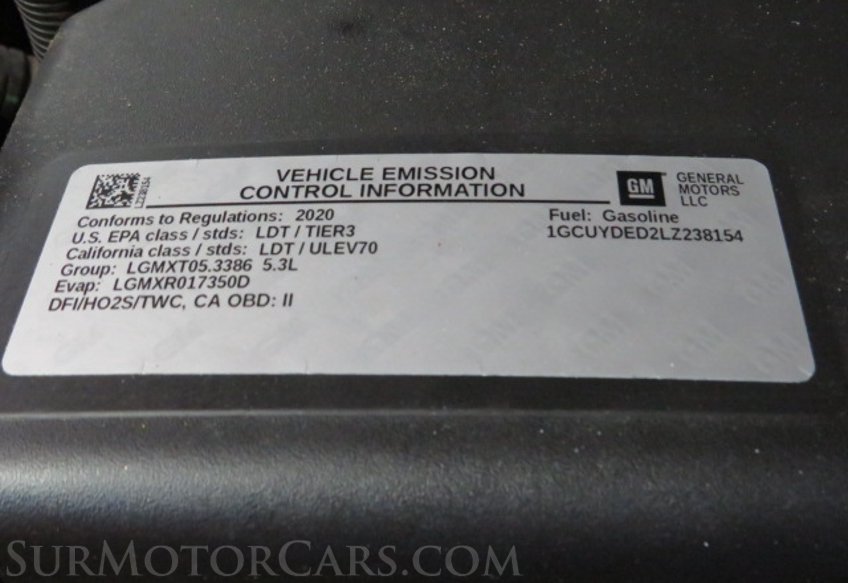 VEHICLE EMISSION
CONTROL INFORMATION
GM
GENERAL
MOTORS
LLC
LZ238154
Conforms to Regulations: 2020
U.S. EPA class / stds: LDT / TIER3
California class / stds: LDT / ULEV70
Group: LGMXT05.3386 5.3L
Evap: LGMXR017350D
DFI/HO2S/TWC, CA OBD: II
Fuel: Gasoline
1GCUYDED2LZ238154
SurMotorCars.com